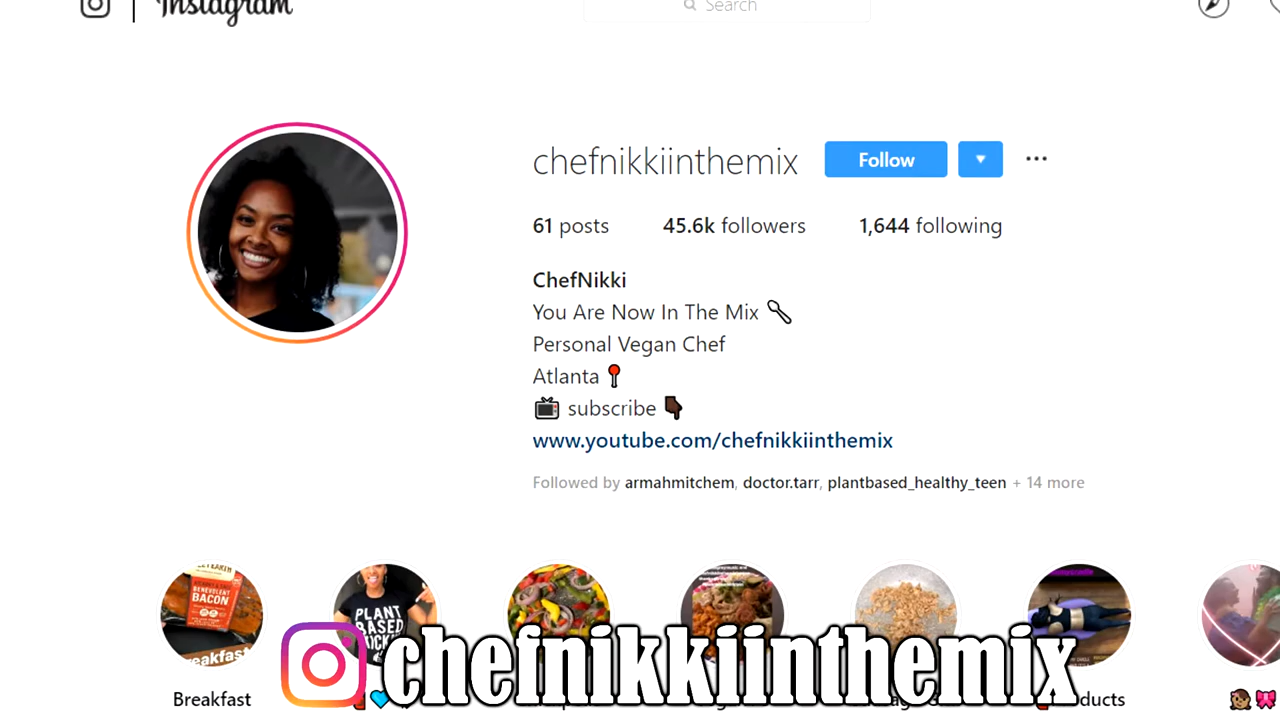 Instagram
Search
chefnikkiinthemix Follow
61 posts 45.6k followers 1,644 following
ChefNikki
You Are Now In The Mix
Personal Vegan Chef
Atlanta
subscribe
www.youtube.com/chefnikkiinthemix
Followed by armahmitchem, doctor.tarr, plantbased_healthy_teen + 14 more
BENEVOLENT
BACON
PLANT
BASED
chefnikkiinthemix
Breakfast